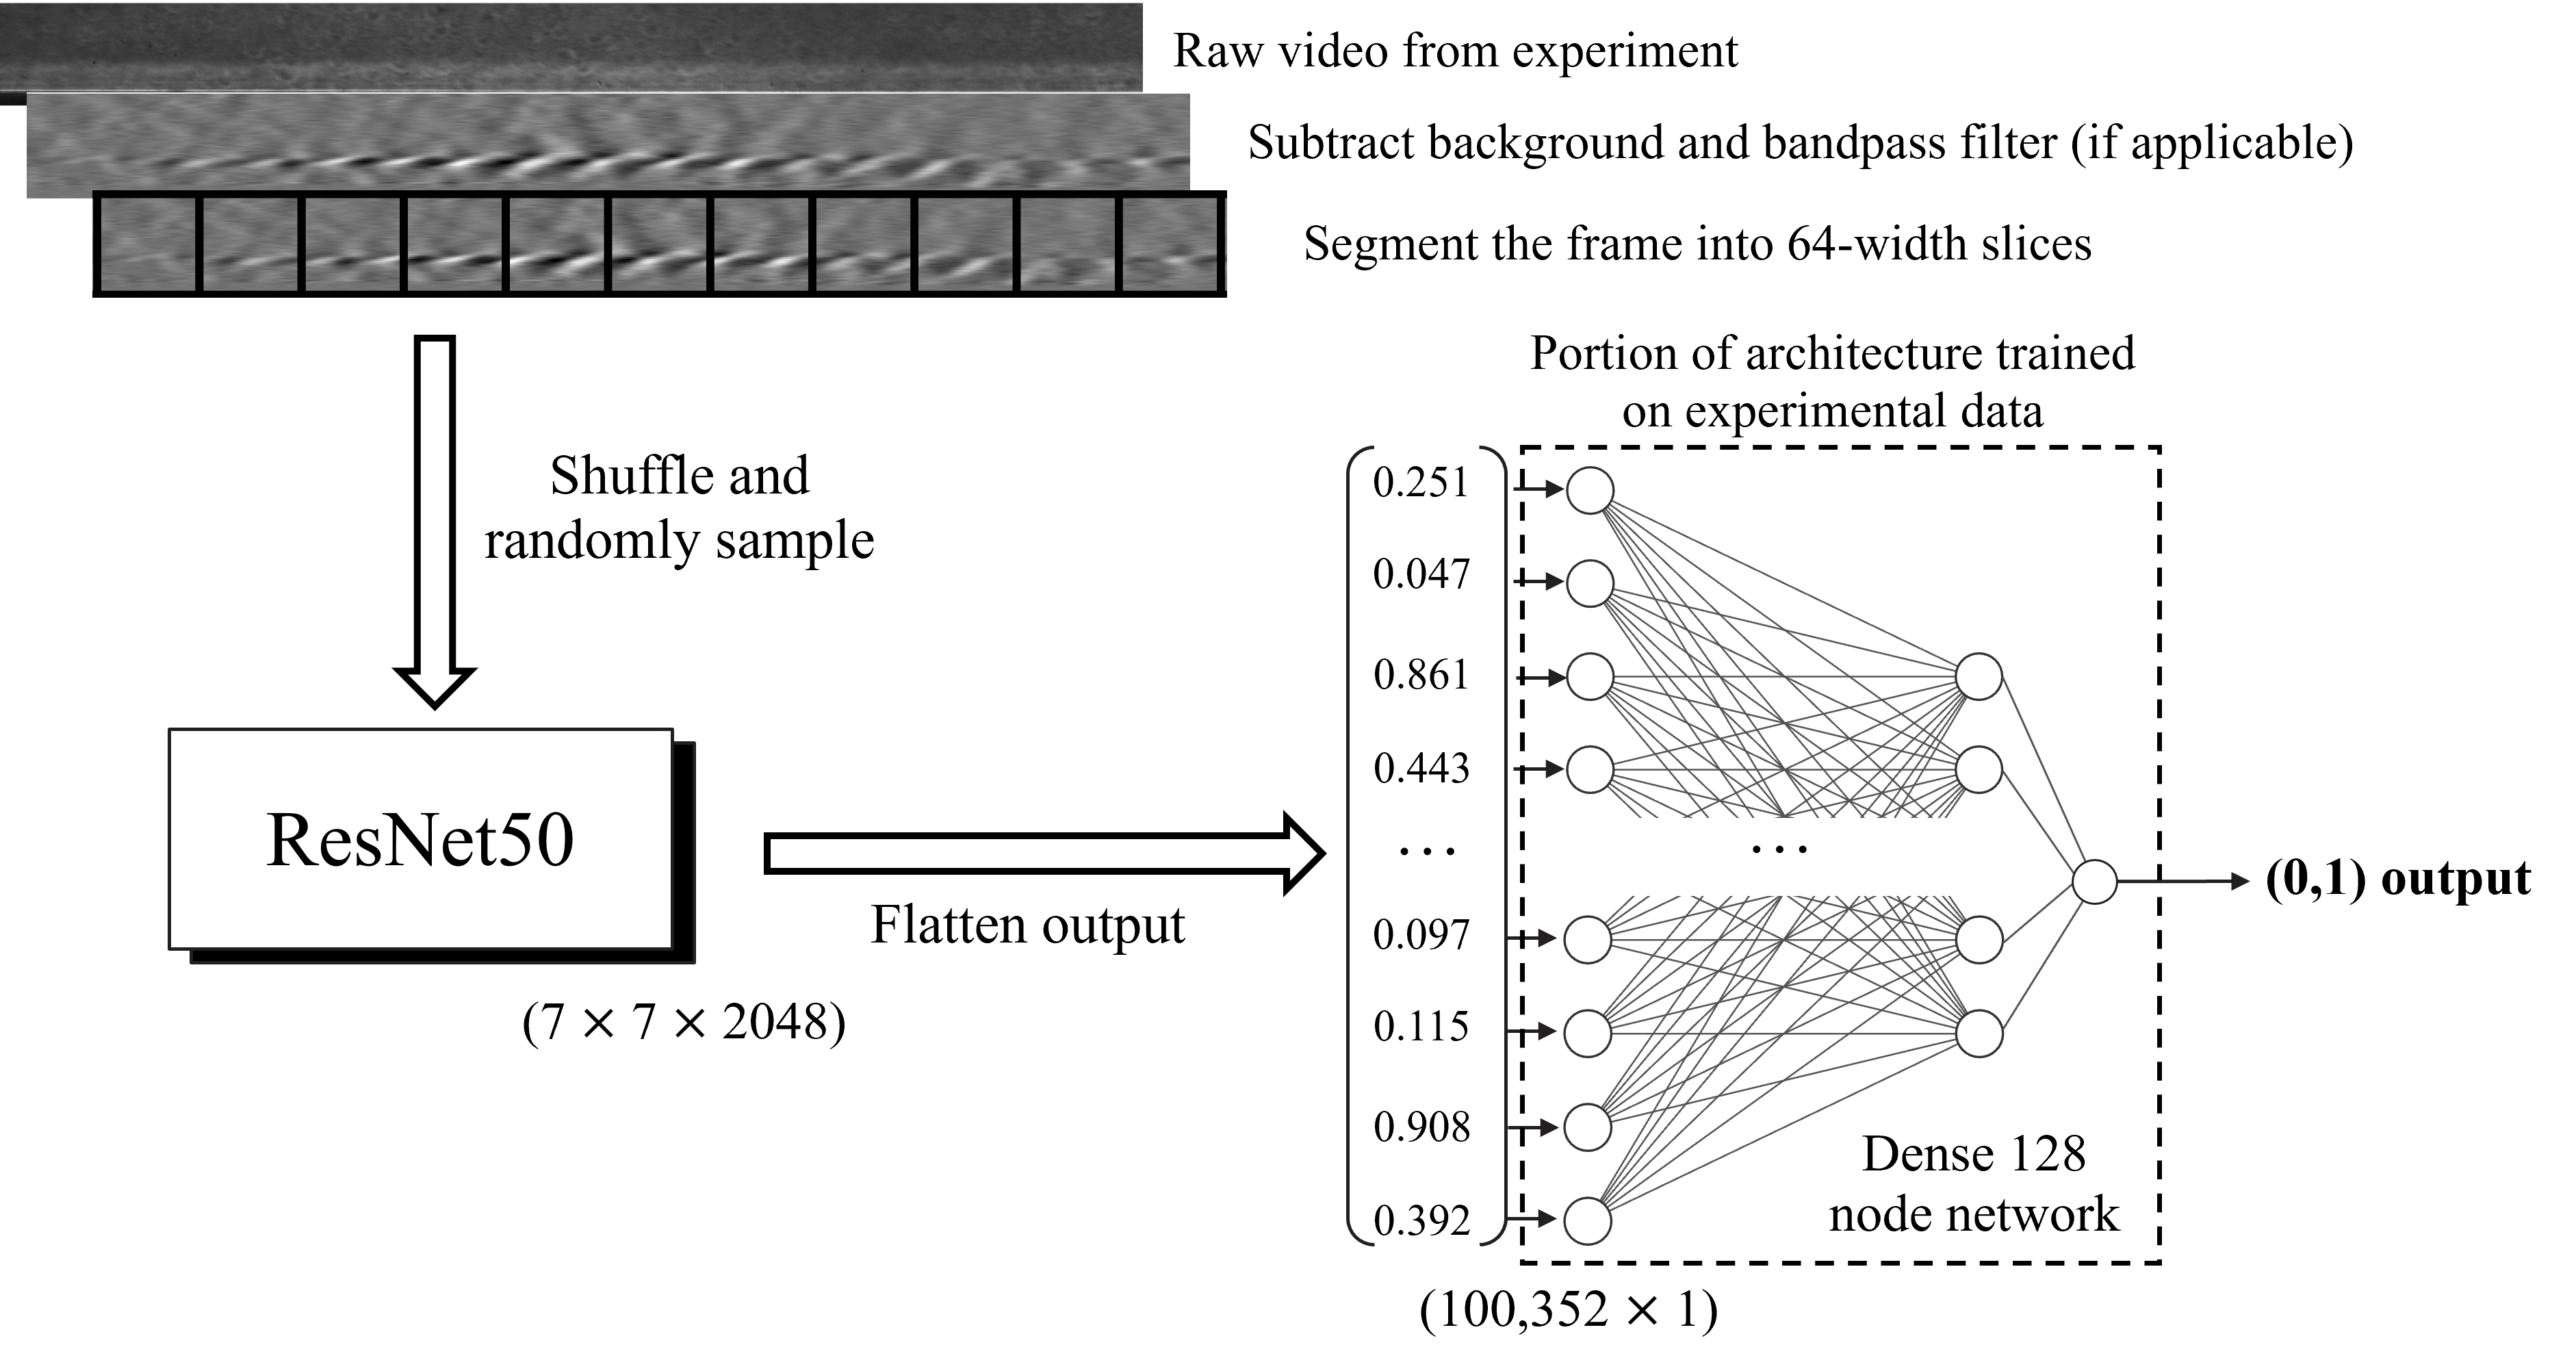 Raw video from experiment
Subtract background and bandpass filter (if applicable)
Segment the frame into 64-width slices
Shuffle and
randomly sample
ResNet50
(7 × 7 × 2048)
Flatten output
Portion of architecture trained
on experimental data
0.251
0.047
0.861
0.443
...
0.097
0.115
0.908
0.392
(100,352 × 1)
...
Dense 128
node network
(0,1) output